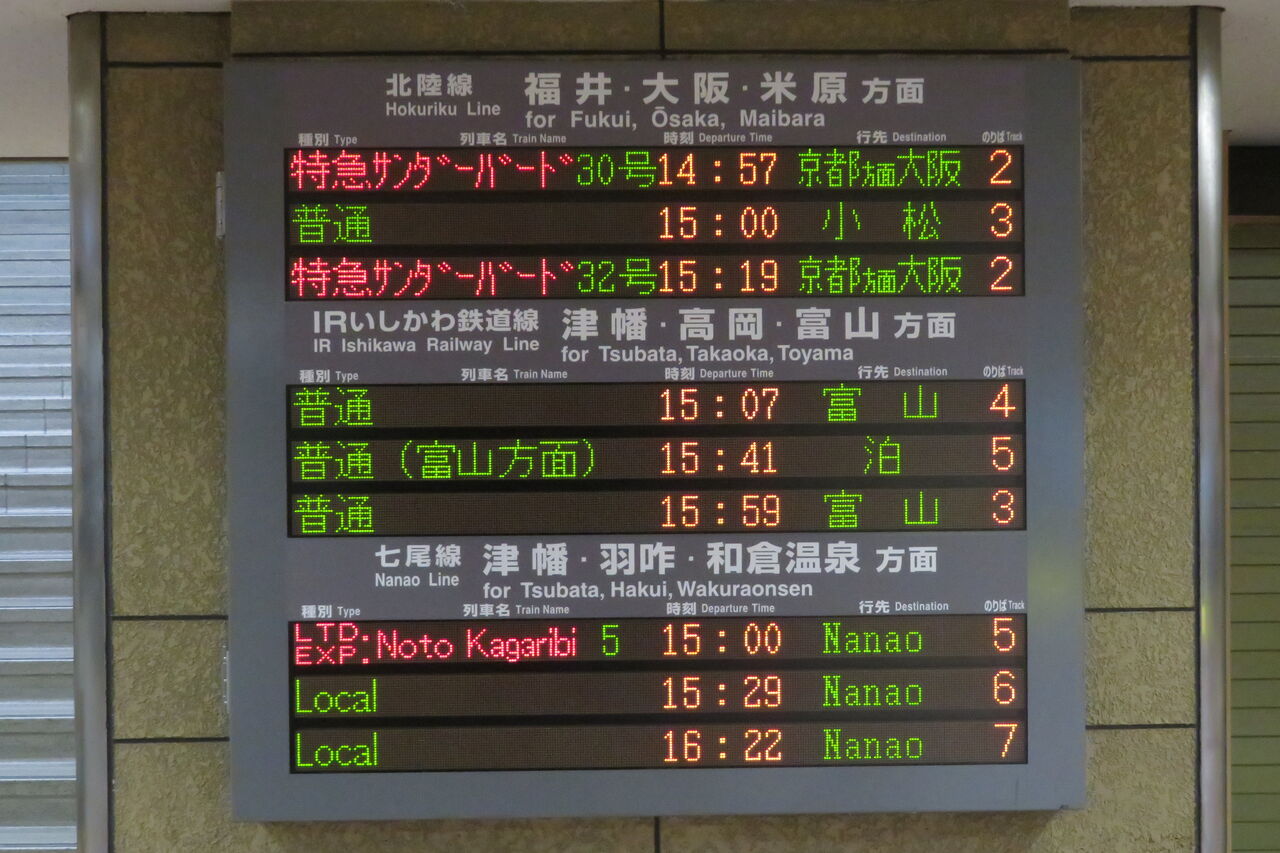 北陸線 福井・大阪・米原 方面
Hokuriku Line for Fukui, Ōsaka, Maibara
種別 Type 列車名 Train Name 時刻 Departure Time 行先 Destination のりば Track
特急サンダーバード30号 14:57 京都方面大阪 2
普通 15:00 小松 3
特急サンダーバード32号 15:19 京都方面大阪 2
IRいしかわ鉄道線 津幡・高岡・富山 方面
IR Ishikawa Railway Line for Tsubata, Takaoka, Toyama
種別 Type 列車名 Train Name 時刻 Departure Time 行先 Destination のりば Track
普通 15:07 富山 4
普通（富山方面） 15:41 泊 5
普通 15:59 富山 3
七尾線 津幡・羽咋・和倉温泉 方面
Nanao Line for Tsubata, Hakui, Wakuraonsen
種別 Type 列車名 Train Name 時刻 Departure Time 行先 Destination のりば Track
LTD. EXP. Noto Kagaribi 5 15:00 Nanao 5
Local 15:29 Nanao 6
Local 16:22 Nanao 7